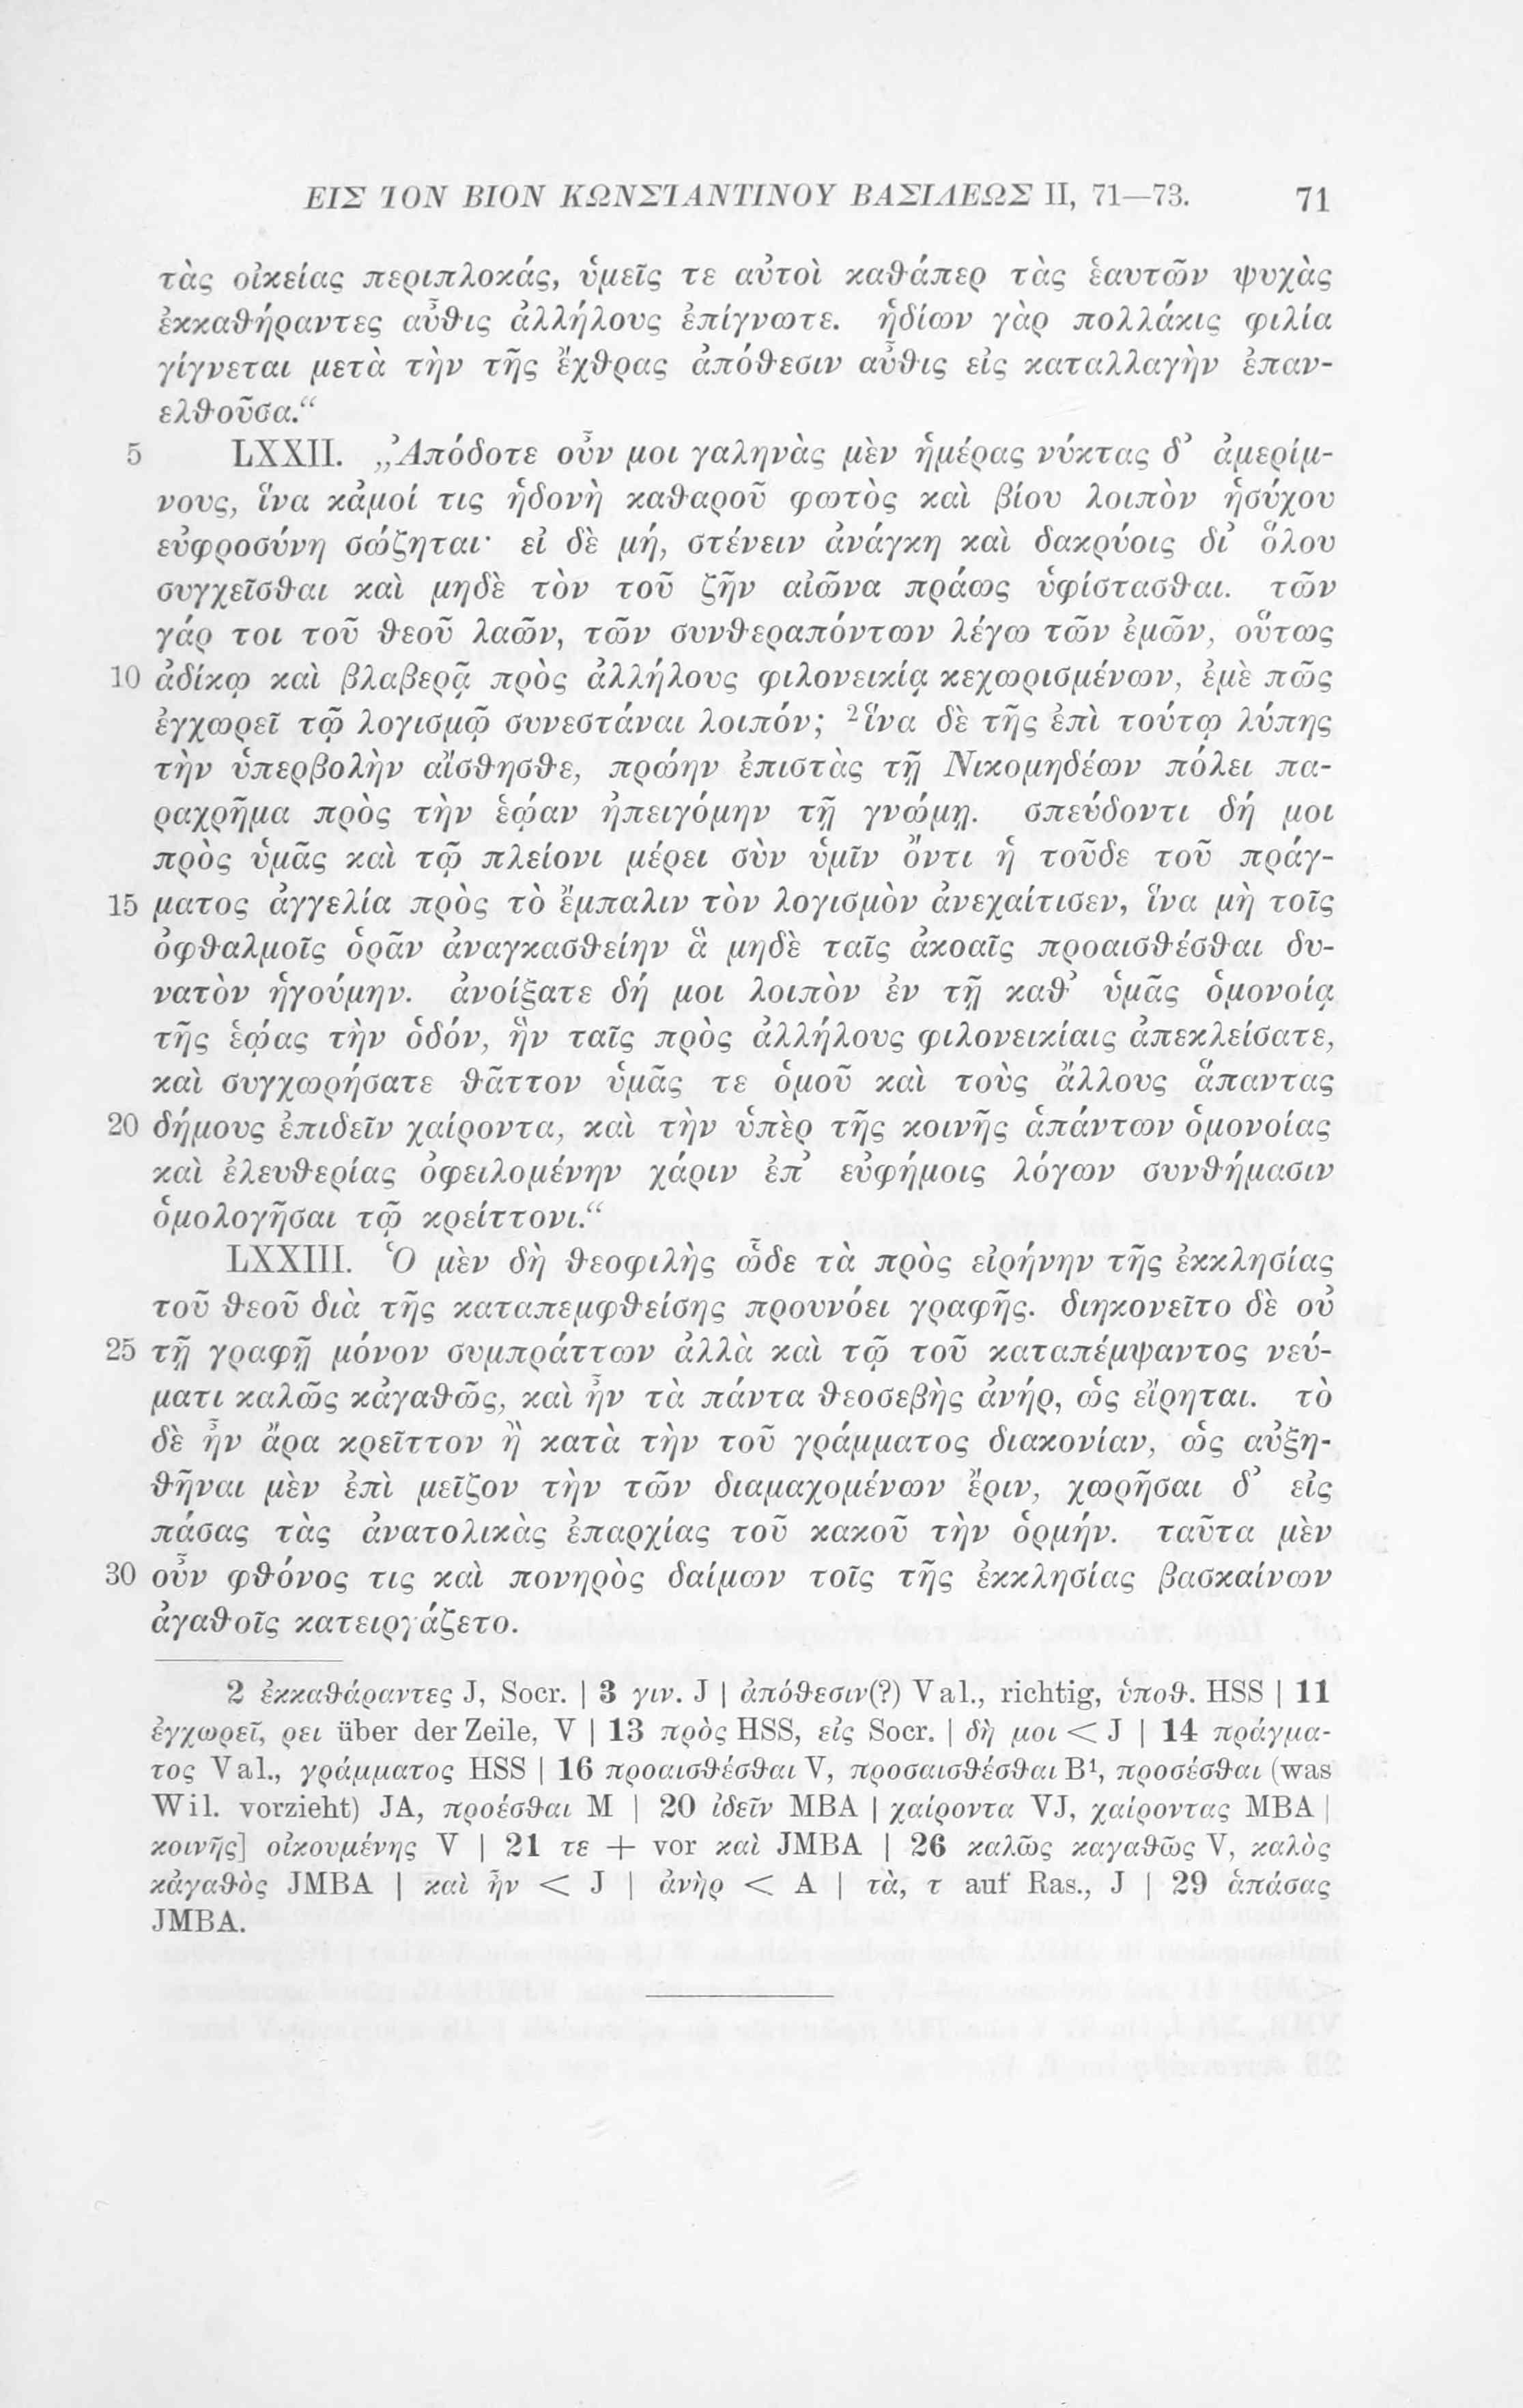 ΕΙΣ ΤΟΝ ΒΙΟΝ ΚΩΝΣΤΑΝΤΙΝΟΥ ΒΑΣΙΛΕΩΣ II, 71—73. 71
τὰς οἰκείας περιπλοκάς, ὑμεῖς τε αὐτοὶ καθάπερ τὰς ἑαυτῶν ψυχὰς
ἐκκαθήραντες αὖθις ἀλλήλους ἐπίγνωτε. ἡδίων γὰρ πολλάκις φιλία
γίγνεται μετὰ τὴν τῆς ἔχθρας ἀπόθεσιν αὖθις εἰς καταλλαγὴν ἐπαν-
ελθοῦσα.“
5 LXXII. „Ἀπόδοτε οὖν μοι γαληνὰς μὲν ἡμέρας νύκτας δ’ ἀμερίμ-
νους, ἵνα κἀμοί τις ἡδονὴ καθαροῦ φωτὸς καὶ βίου λοιπὸν ἡσύχου
εὐφροσύνη σώζηται· εἰ δὲ μή, στένειν ἀνάγκη καὶ δακρύοις δι’ ὅλου
συγχεῖσθαι καὶ μηδὲ τὸν τοῦ ζῆν αἰῶνα πράως ὑφίστασθαι. τῶν
γάρ τοι τοῦ θεοῦ λαῶν, τῶν συνθεραπόντων λέγω τῶν ἐμῶν, οὕτως
10 ἀδίκῳ καὶ βλαβερᾷ πρὸς ἀλλήλους φιλονεικίᾳ κεχωρισμένων, ἐμὲ πῶς
ἐγχωρεῖ τῷ λογισμῷ συνεστάναι λοιπόν; ²ἵνα δὲ τῆς ἐπὶ τούτῳ λύπης
τὴν ὑπερβολὴν αἴσθησθε, πρώην ἐπιστὰς τῇ Νικομηδέων πόλει πα-
ραχρῆμα πρὸς τὴν ἑῴαν ἠπειγόμην τῇ γνώμῃ. σπεύδοντι δή μοι
πρὸς ὑμᾶς καὶ τῷ πλείονι μέρει σὺν ὑμῖν ὄντι ἡ τοῦδε τοῦ πράγ-
15 ματος ἀγγελία πρὸς τὸ ἔμπαλιν τὸν λογισμὸν ἀνεχαίτισεν, ἵνα μὴ τοῖς
ὀφθαλμοῖς ὁρᾶν ἀναγκασθείην ἃ μηδὲ ταῖς ἀκοαῖς προαισθέσθαι δυ-
νατὸν ἡγούμην. ἀνοίξατε δή μοι λοιπὸν ἐν τῇ καθ’ ὑμᾶς ὁμονοίᾳ
τῆς ἑῴας τὴν ὁδόν, ἣν ταῖς πρὸς ἀλλήλους φιλονεικίαις ἀπεκλείσατε,
καὶ συγχωρήσατε θᾶττον ὑμᾶς τε ὁμοῦ καὶ τοὺς ἄλλους ἅπαντας
20 δήμους ἐπιδεῖν χαίροντα, καὶ τὴν ὑπὲρ τῆς κοινῆς ἁπάντων ὁμονοίας
καὶ ἐλευθερίας ὀφειλομένην χάριν ἐπ’ εὐφήμοις λόγων συνθήμασιν
ὁμολογῆσαι τῷ κρείττονι.“
LXXIII. Ὁ μὲν δὴ θεοφιλὴς ὧδε τὰ πρὸς εἰρήνην τῆς ἐκκλησίας
τοῦ θεοῦ διὰ τῆς καταπεμφθείσης προυνόει γραφῆς. διηκονεῖτο δὲ οὐ
25 τῇ γραφῇ μόνον συμπράττων ἀλλὰ καὶ τῷ τοῦ καταπέμψαντος νεύ-
ματι καλῶς κἀγαθῶς, καὶ ἦν τὰ πάντα θεοσεβὴς ἀνήρ, ὡς εἴρηται. τὸ
δὲ ἦν ἄρα κρεῖττον ἢ κατὰ τὴν τοῦ γράμματος διακονίαν, ὡς αὐξη-
θῆναι μὲν ἐπὶ μεῖζον τὴν τῶν διαμαχομένων ἔριν, χωρῆσαι δ’ εἰς
πάσας τὰς ἀνατολικὰς ἐπαρχίας τοῦ κακοῦ τὴν ὁρμήν. ταῦτα μὲν
30 οὖν φθόνος τις καὶ πονηρὸς δαίμων τοῖς τῆς ἐκκλησίας βασκαίνων
ἀγαθοῖς κατειργάζετο.
2 ἐκκαθάραντες J, Socr. | 3 γιν. J | ἀπόθεσιν(?) Val., richtig, ὑποθ. HSS | 11
ἐγχωρεῖ, ρει über der Zeile, V | 13 πρὸς HSS, εἰς Socr. | δὴ μοι < J | 14 πράγμα-
τος Val., γράμματος HSS | 16 προαισθέσθαι V, προσαισθέσθαι B¹, προσέσθαι (was
Wil. vorzieht) JA, προέσθαι M | 20 ἰδεῖν MBA | χαίροντα VJ, χαίροντας MBA |
κοινῆς] οἰκουμένης V | 21 τε + vor καὶ JMBA | 26 καλῶς καγαθῶς V, καλὸς
κἀγαθὸς JMBA | καὶ ἦν < J | ἀνὴρ < A | τὰ, τ auf Ras., J | 29 ἁπάσας
JMBA.